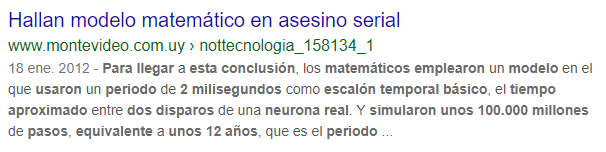 Hallan modelo matemático en asesino serial
www.montevideo.com.uy › nottecnologia_158134_1
18 ene. 2012 - Para llegar a esta conclusión, los matemáticos emplearon un modelo en el
que usaron un periodo de 2 milisegundos como escalón temporal básico, el tiempo
aproximado entre dos disparos de una neurona real. Y simularon unos 100.000 millones
de pasos, equivalente a unos 12 años, que es el periodo ...